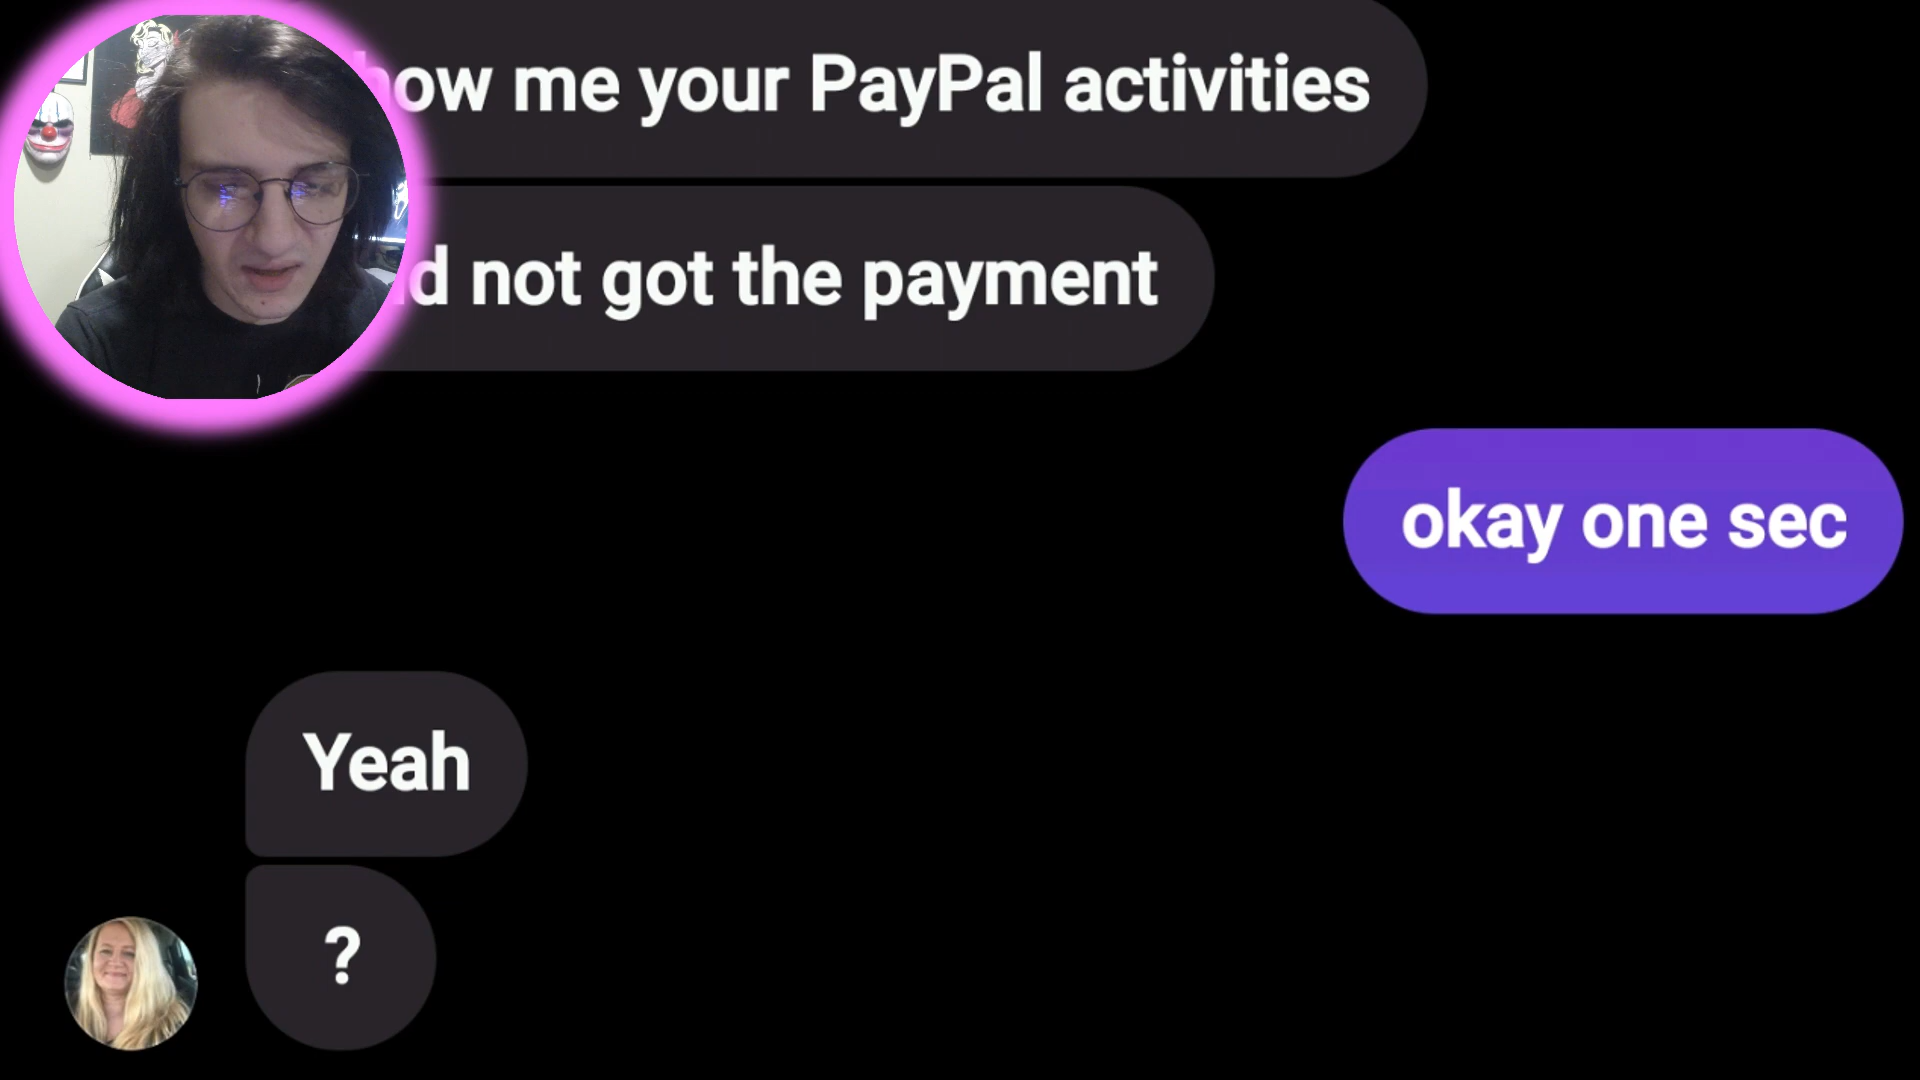 how me your PayPal activities
d not got the payment
okay one sec
Yeah
?